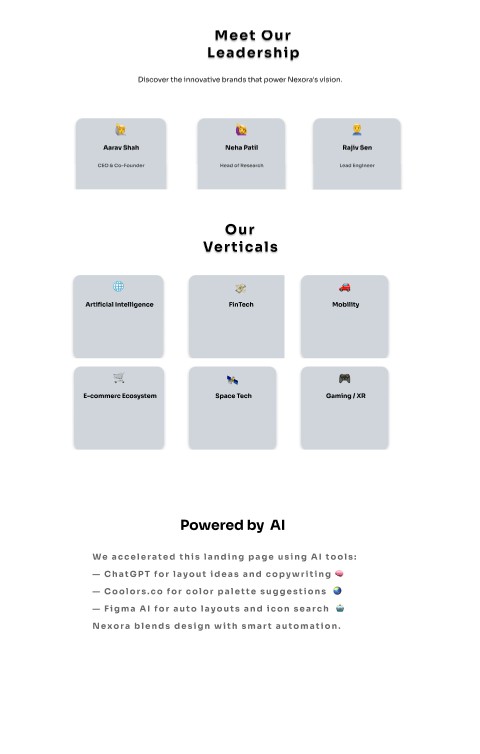 Meet Our
Leadership
Discover the innovative brands that power Nexora's vision.
Aarav Shah
Neha Patil
Rajiv Sen
CEO & Co-Founder
Head of Research
Lead Engineer
Our
Verticals
Artificial Intelligence
FinTech
Mobility
E-commerc Ecosystem
Space Tech
Gaming / XR
Powered by AI
We accelerated this landing page using AI tools:
— ChatGPT for layout ideas and copywriting 🧠
— Coolors.co for color palette suggestions 🌏
— Figma AI for auto layouts and icon search 🤖
Nexora blends design with smart automation.